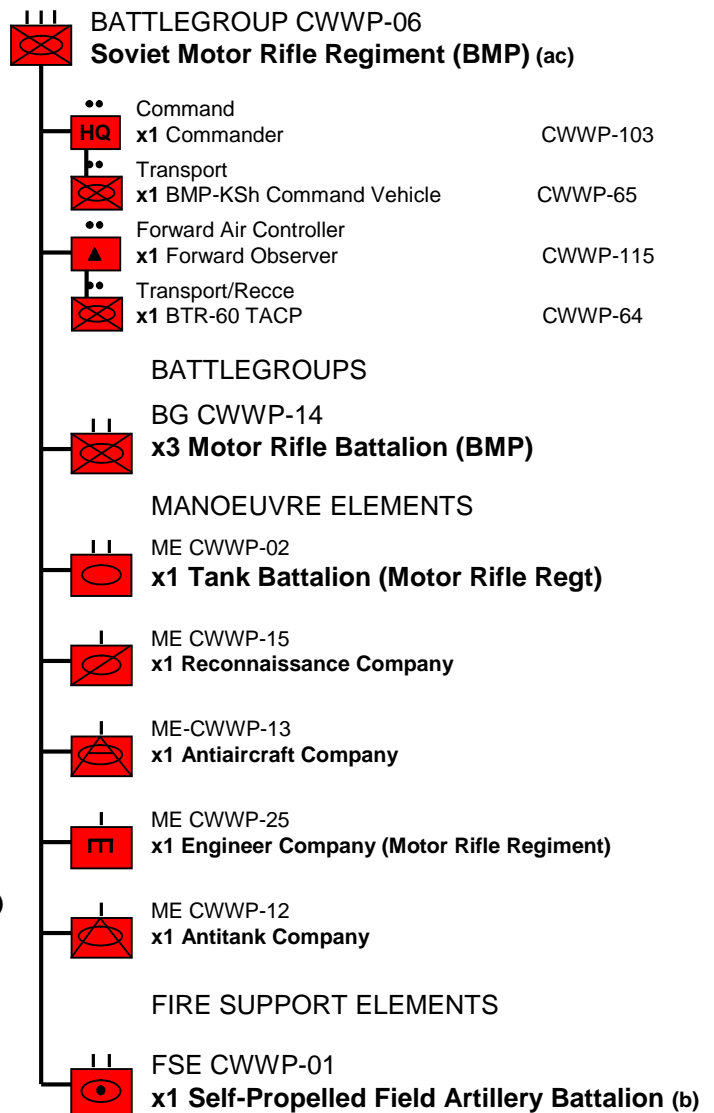 BATTLEGROUP CWWP-06
Soviet Motor Rifle Regiment (BMP) (ac)
Command
HQ x1 Commander CWWP-103
Transport
x1 BMP-KSh Command Vehicle CWWP-65
Forward Air Controller
x1 Forward Observer CWWP-115
Transport/Recce
x1 BTR-60 TACP CWWP-64
BATTLEGROUPS
BG CWWP-14
x3 Motor Rifle Battalion (BMP)
MANOEUVRE ELEMENTS
ME CWWP-02
x1 Tank Battalion (Motor Rifle Regt)
ME CWWP-15
x1 Reconnaissance Company
ME-CWWP-13
x1 Antiaircraft Company
ME CWWP-25
x1 Engineer Company (Motor Rifle Regiment)
)
ME CWWP-12
x1 Antitank Company
FIRE SUPPORT ELEMENTS
FSE CWWP-01
x1 Self-Propelled Field Artillery Battalion (b)